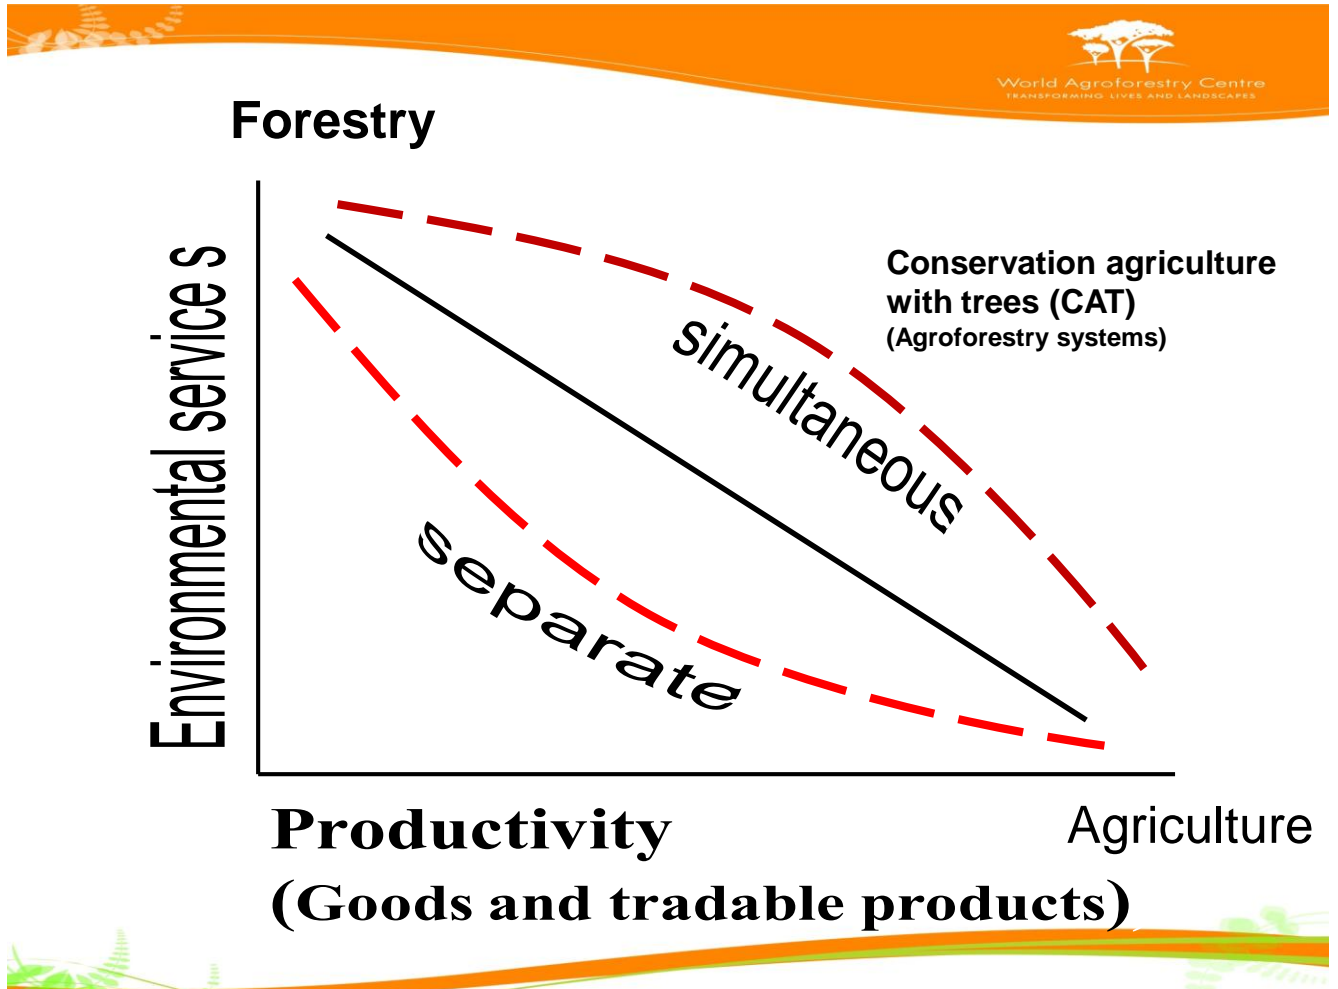 World Agroforestry Centre
TRANSFORMING LIVES AND LANDSCAPES
Forestry
Environmental service s
Conservation agriculture
with trees (CAT)
(Agroforestry systems)
simultaneous
separate
Productivity
(Goods and tradable products)
Agriculture